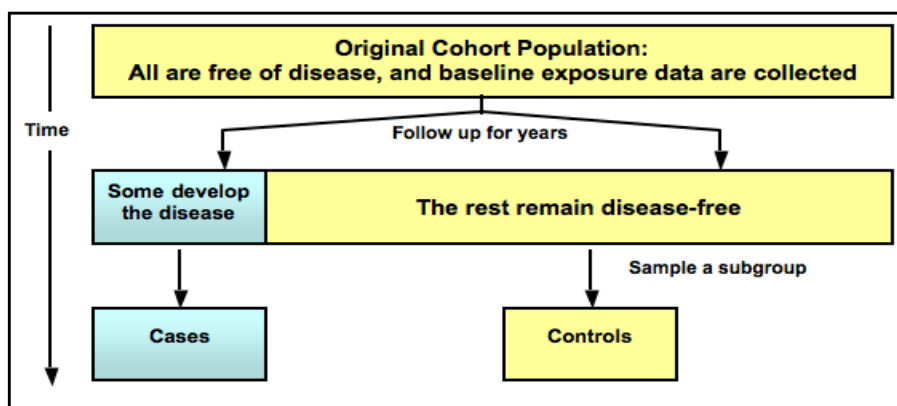 Original Cohort Population:
All are free of disease, and baseline exposure data are collected
Time
Follow up for years
Some develop
the disease
The rest remain disease-free
Sample a subgroup
Cases
Controls